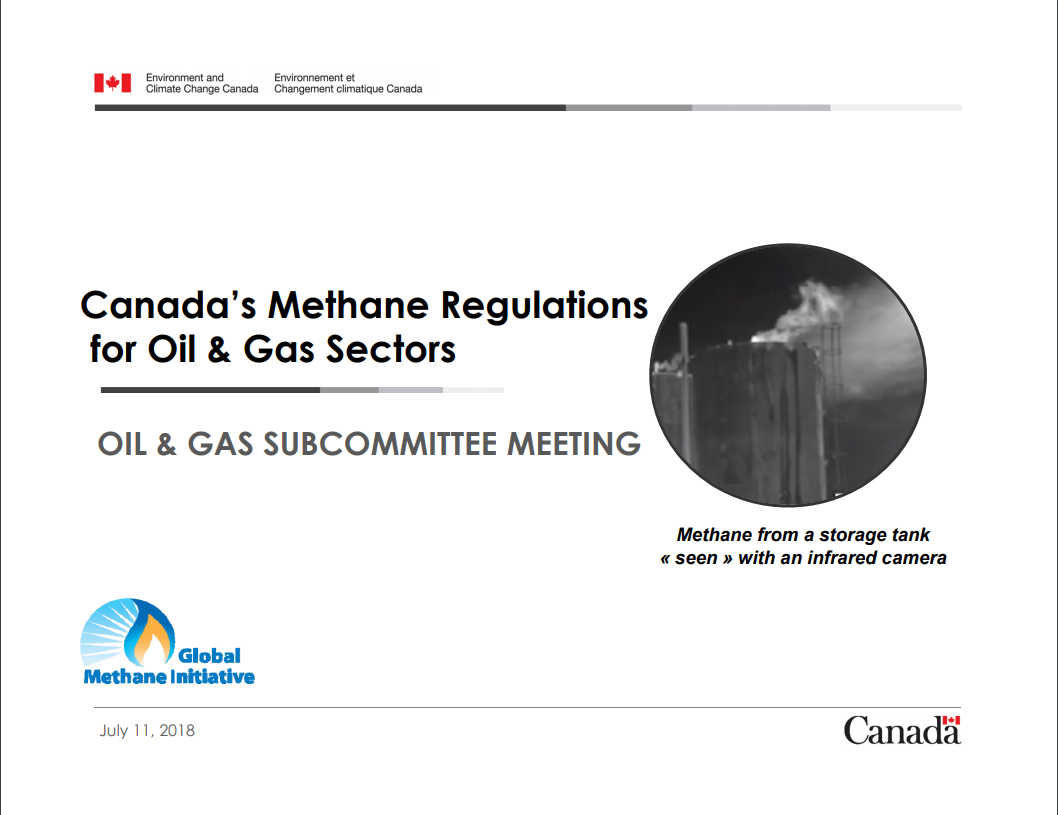 Environment and
Climate Change Canada
Environnement et
Changement climatique Canada
Canada's Methane Regulations
for Oil & Gas Sectors
OIL & GAS SUBCOMMITTEE MEETING
Methane from a storage tank
« seen » with an infrared camera
Global
Methane Initiative
July 11, 2018
Canada